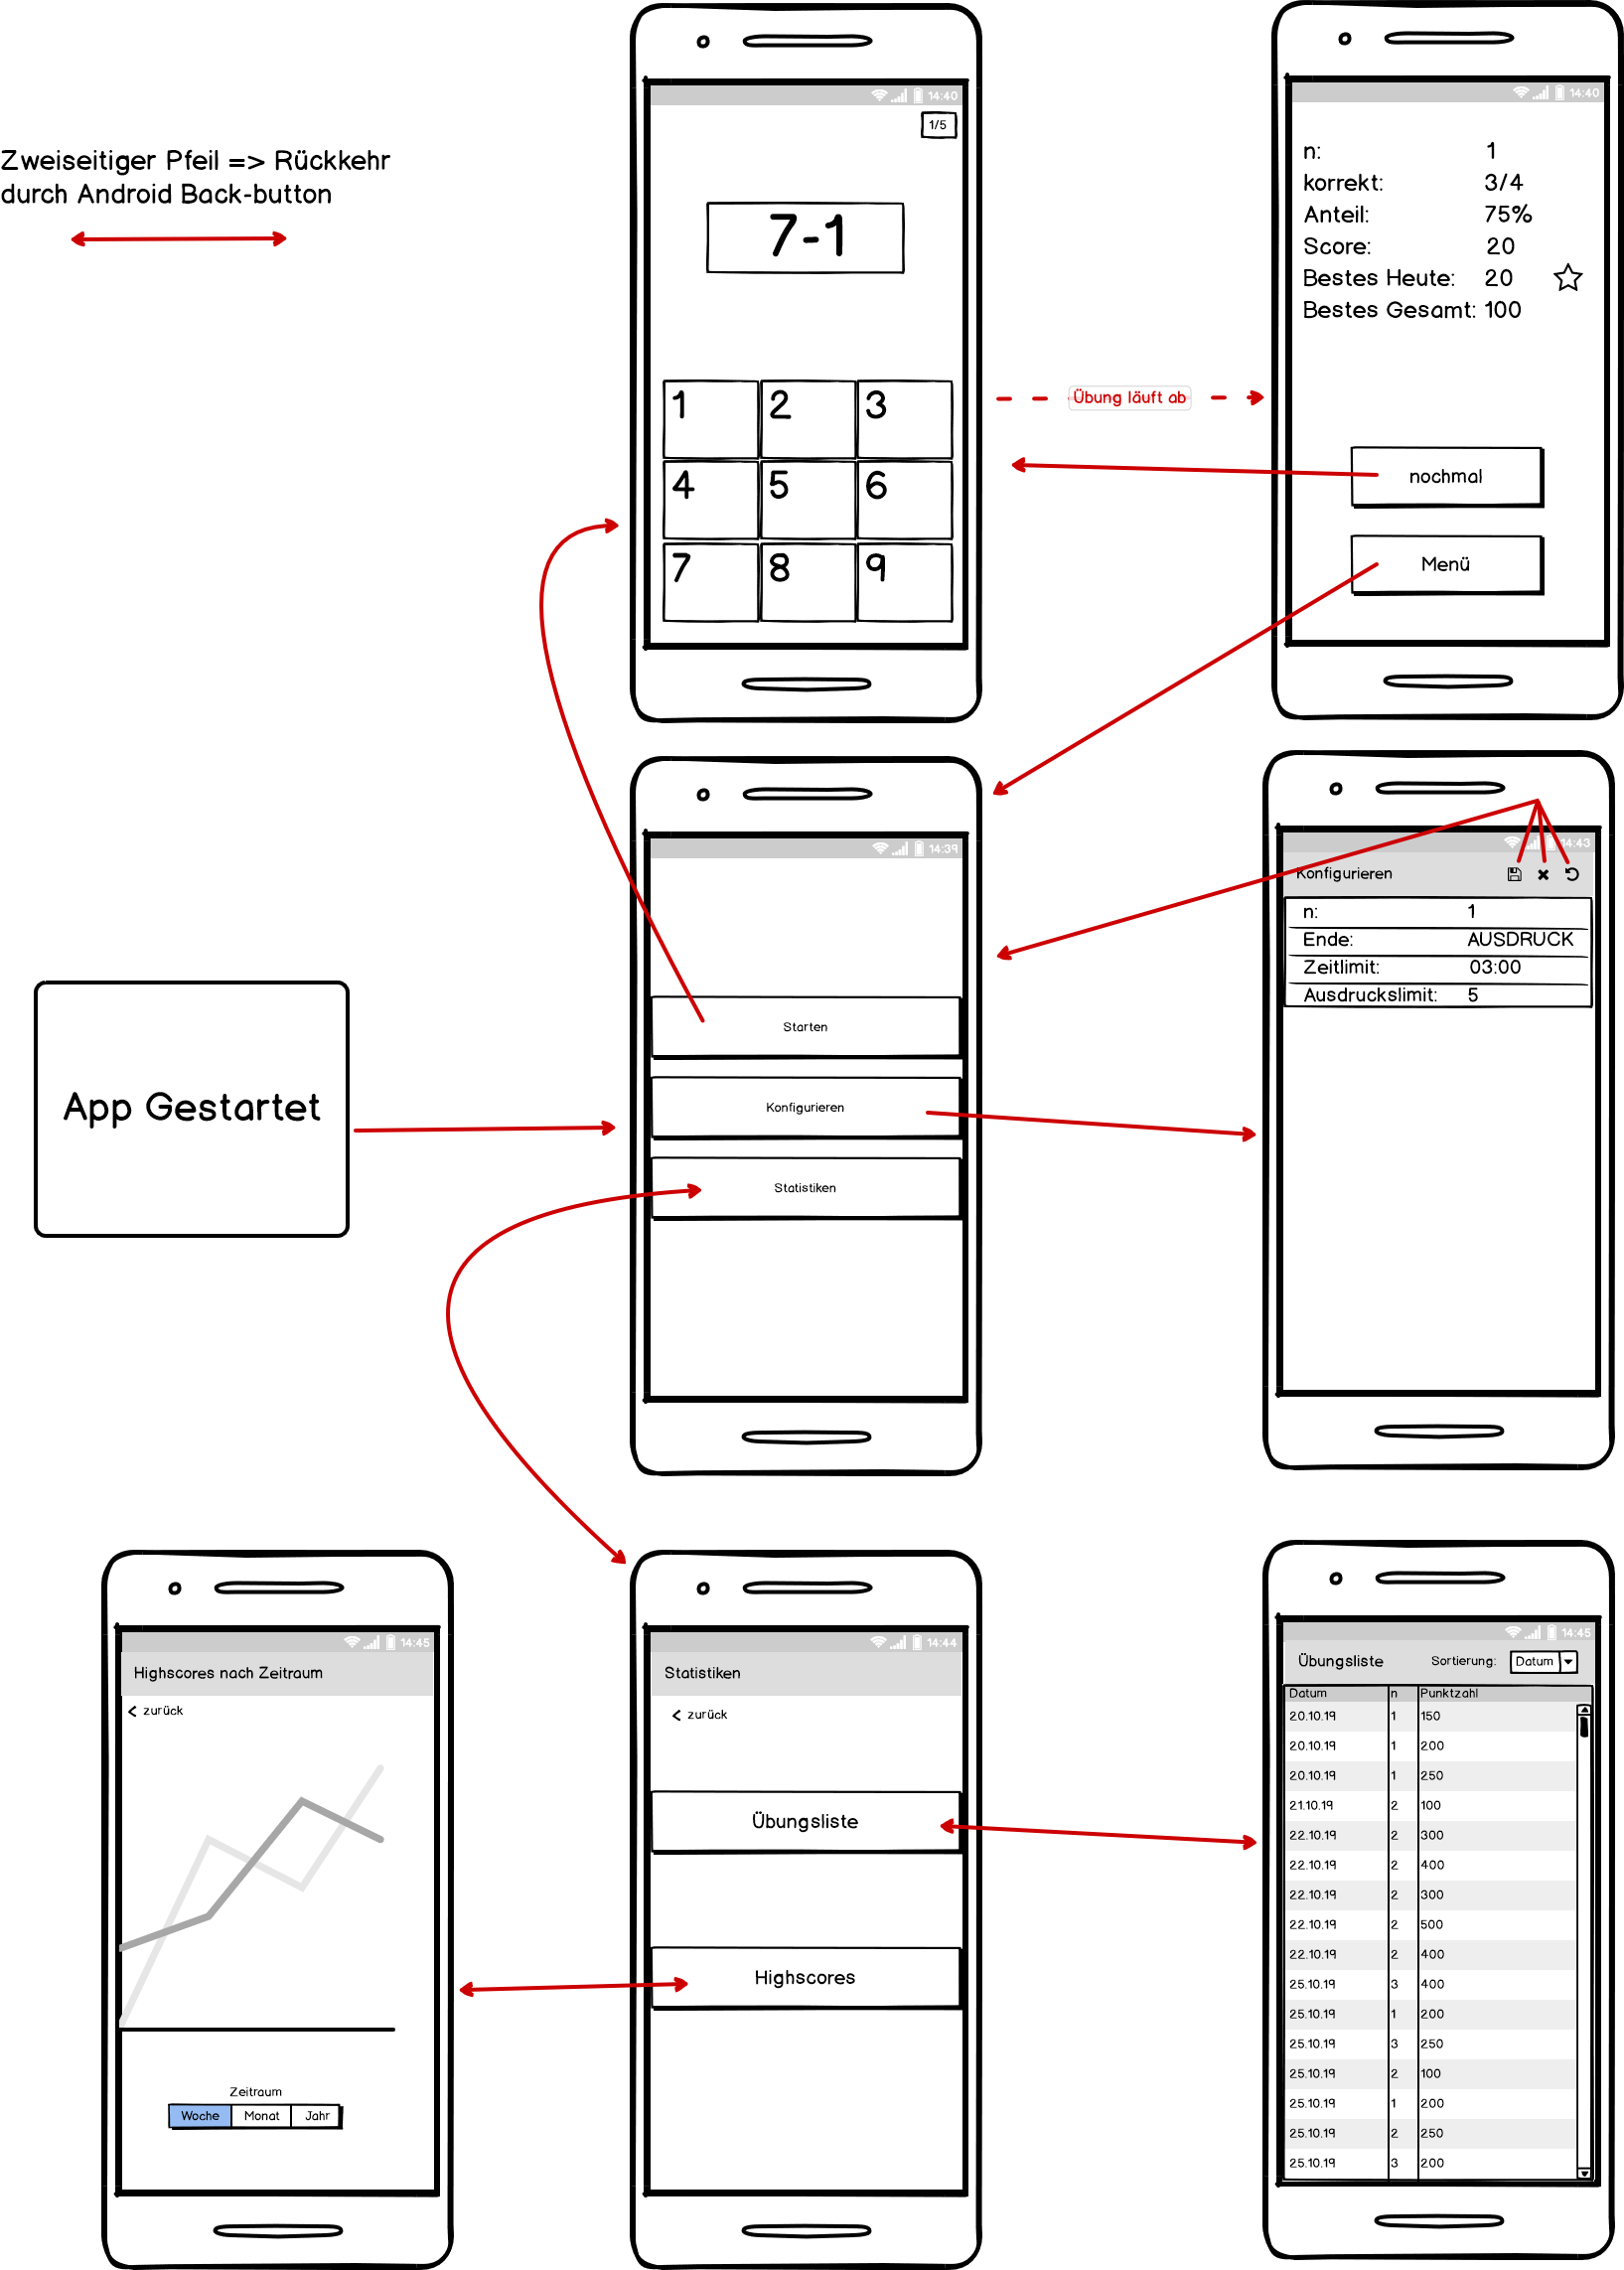 Zweiseitiger Pfeil => Rückkehr
durch Android Back-button
14:40
1/5
7-1
1 2 3
4 5 6
7 8 9
Übung läuft ab
14:40
n: 1
korrekt: 3/4
Anteil: 75%
Score: 20
Bestes Heute: 20
Bestes Gesamt: 100
nochmal
Menü
App Gestartet
14:39
Starten
Konfigurieren
Statistiken
14:43
Konfigurieren
n: 1
Ende: AUSDRUCK
Zeitlimit: 03:00
Ausdruckslimit: 5
14:45
Highscores nach Zeitraum
zurück
Zeitraum
Woche Monat Jahr
14:44
Statistiken
zurück
Übungsliste
Highscores
14:45
Übungsliste Sortierung: Datum
Datum n Punktzahl
20.10.19 1 150
20.10.19 1 200
20.10.19 1 250
21.10.19 2 100
22.10.19 2 300
22.10.19 2 400
22.10.19 2 300
22.10.19 2 500
22.10.19 2 400
25.10.19 3 400
25.10.19 1 200
25.10.19 3 250
25.10.19 2 100
25.10.19 1 200
25.10.19 2 250
25.10.19 3 200